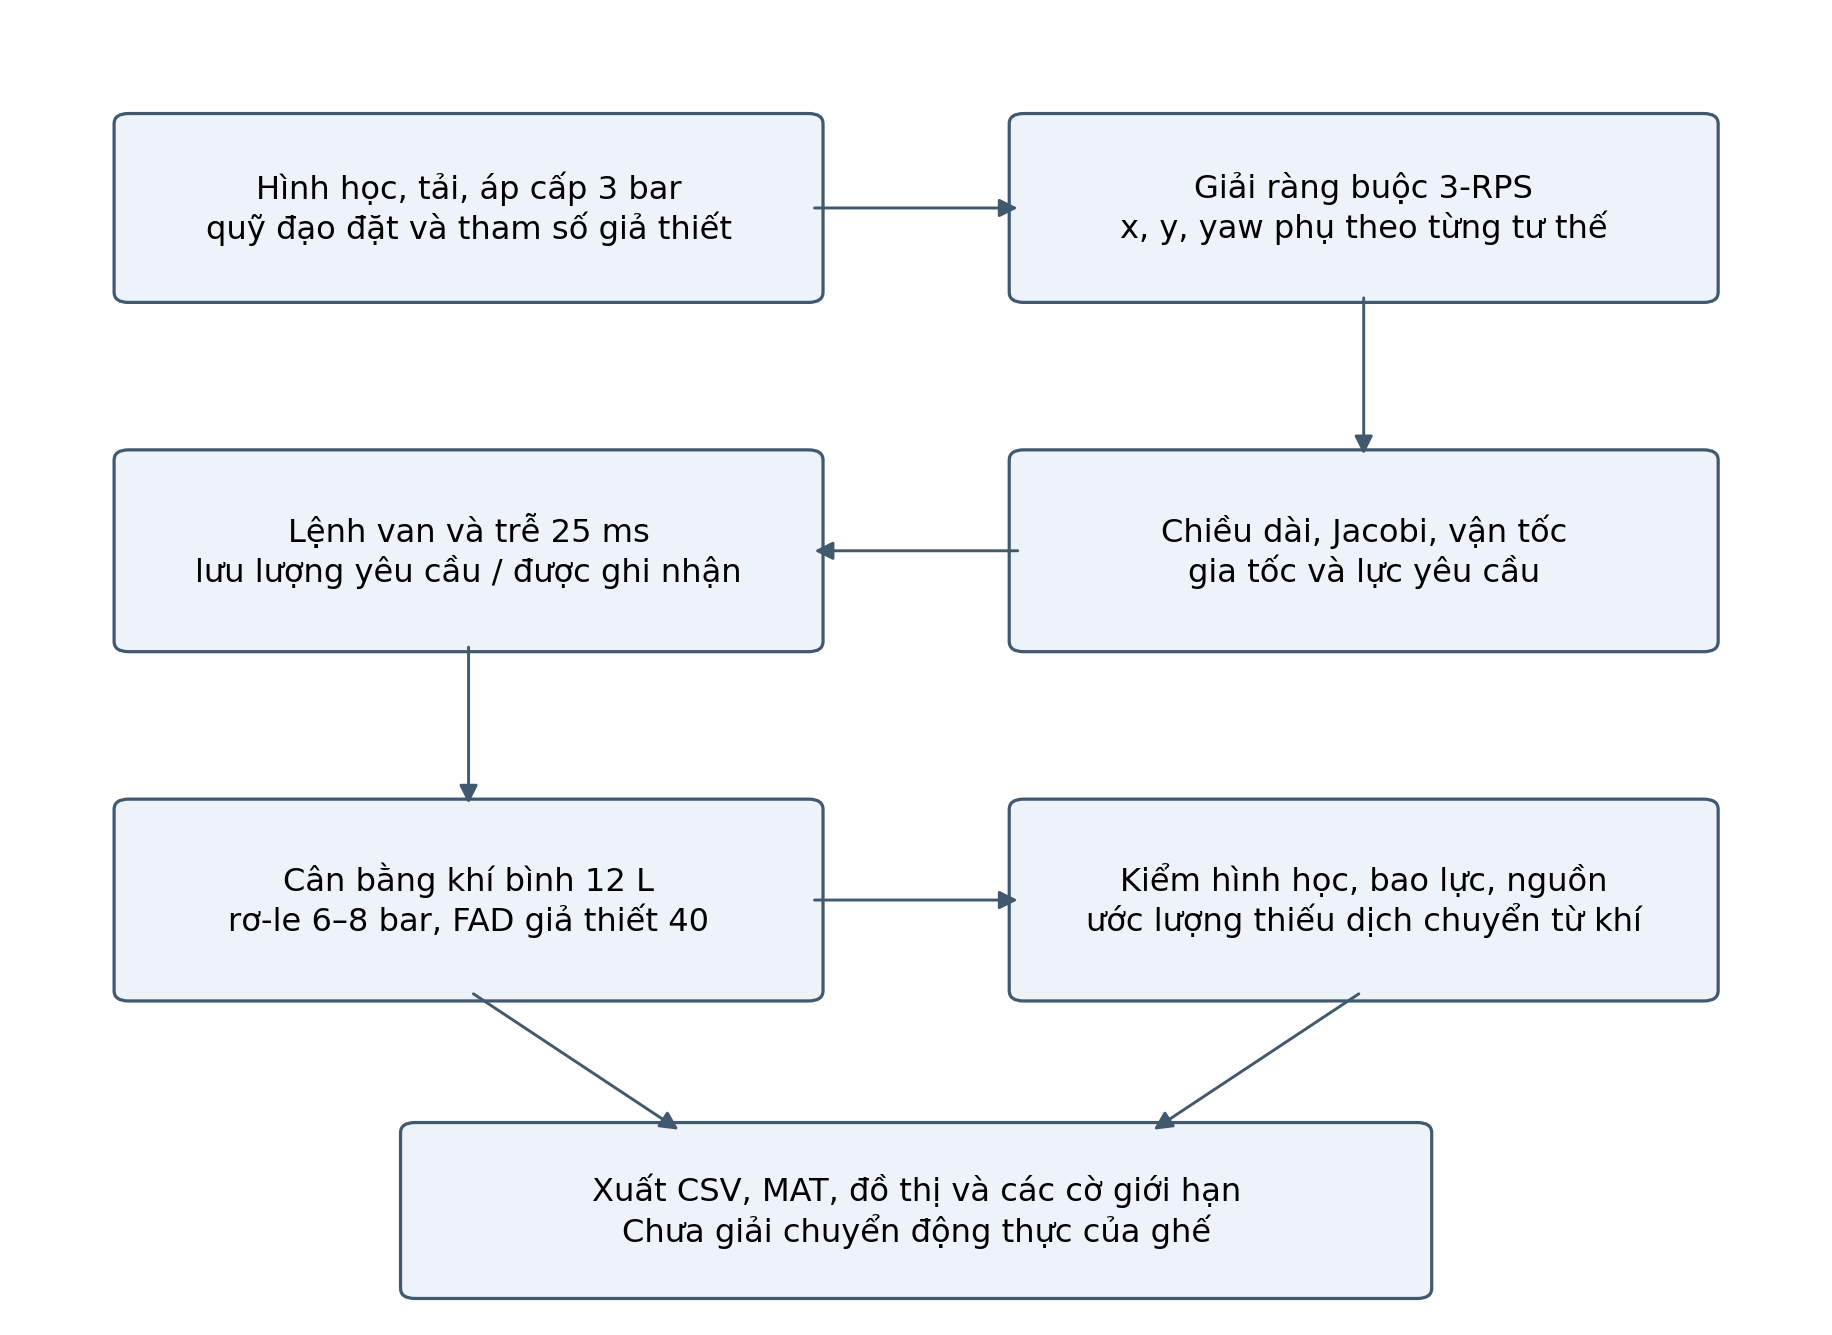 Hình học, tải, áp cấp 3 bar
quỹ đạo đặt và tham số giả thiết
Giải ràng buộc 3-RPS
x, y, yaw phụ theo từng tư thế
Chiều dài, Jacobi, vận tốc
gia tốc và lực yêu cầu
Lệnh van và trễ 25 ms
lưu lượng yêu cầu / được ghi nhận
Cân bằng khí bình 12 L
rơ-le 6–8 bar, FAD giả thiết 40
Kiểm hình học, bao lực, nguồn
ước lượng thiếu dịch chuyển từ khí
Xuất CSV, MAT, đồ thị và các cờ giới hạn
Chưa giải chuyển động thực của ghế